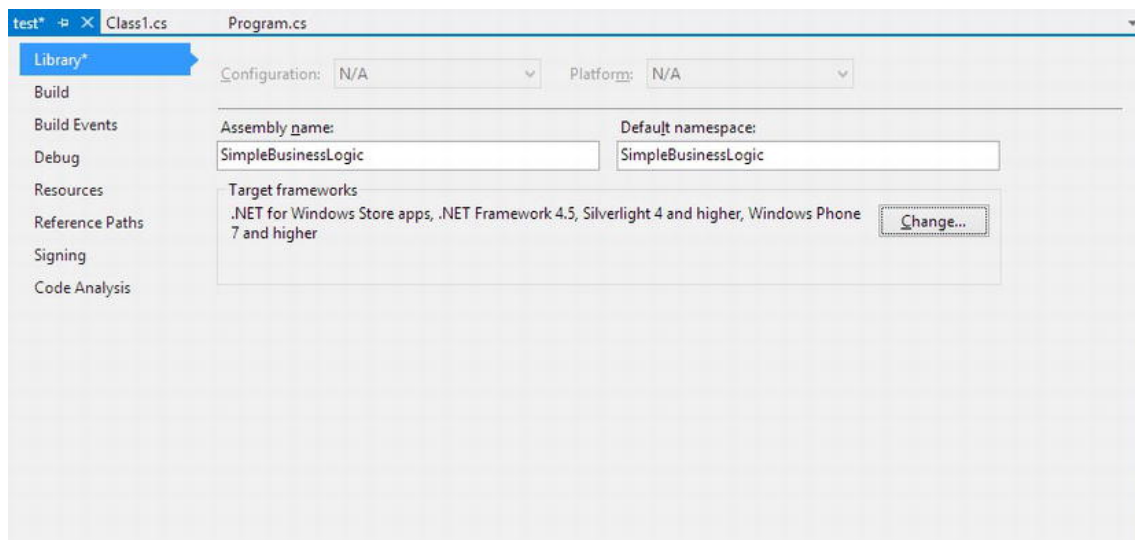 test* Class1.cs Program.cs
Library*
Configuration: N/A Platform: N/A
Build
Build Events
Assembly name: Default namespace:
Debug
SimpleBusinessLogic SimpleBusinessLogic
Resources
Target frameworks
.NET for Windows Store apps, .NET Framework 4.5, Silverlight 4 and higher, Windows Phone
7 and higher
Change...
Reference Paths
Signing
Code Analysis